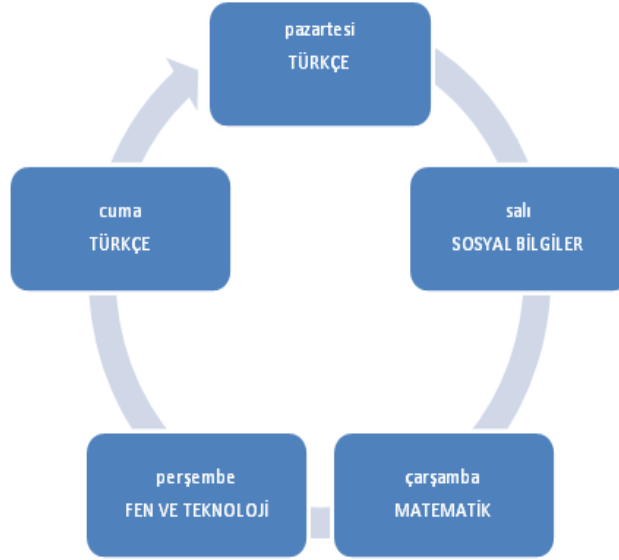 pazartesi
TÜRKÇE
salı
SOSYAL BİLGİLER
çarşamba
MATEMATİK
perşembe
FEN VE TEKNOLOJİ
cuma
TÜRKÇE